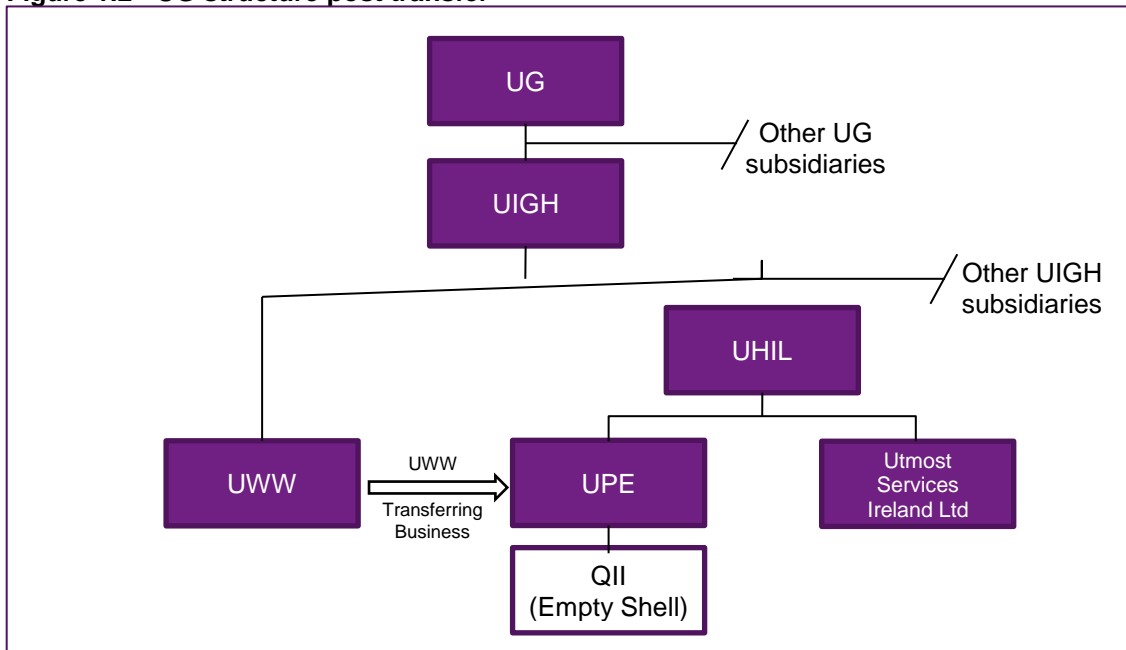 Figure 1.2 – UG structure post transfer
UG
Other UG
subsidiaries
UIGH
Other UIGH
subsidiaries
UHIL
UWW
UWW
Transferring
Business
UPE
Utmost
Services
Ireland Ltd
QII
(Empty Shell)